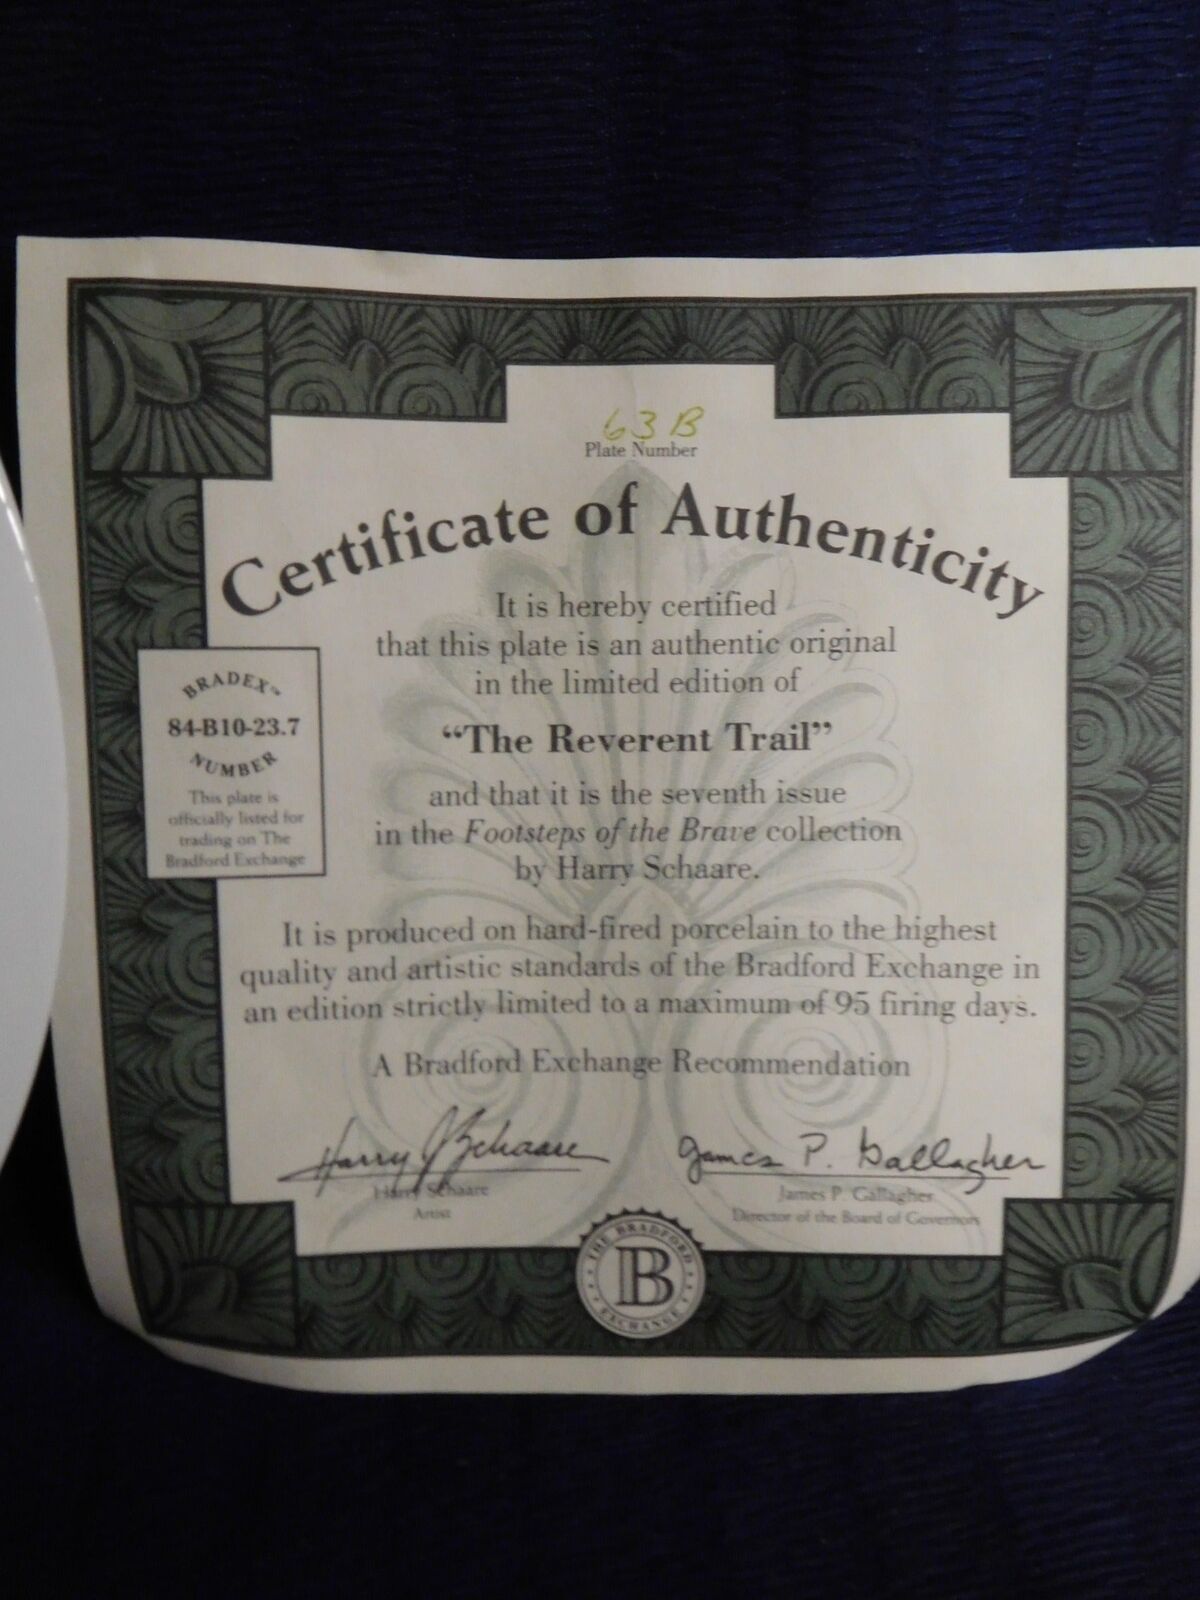 63B
Plate Number
Certificate of Authenticity
It is hereby certified
that this plate is an authentic original
in the limited edition of
“The Reverent Trail”
and that it is the seventh issue
in the Footsteps of the Brave collection
by Harry Schaare.
BRADEX™
84-B10-23.7
NUMBER
This plate is
officially listed for
trading on The
Bradford Exchange
It is produced on hard-fired porcelain to the highest
quality and artistic standards of the Bradford Exchange in
an edition strictly limited to a maximum of 95 firing days.
A Bradford Exchange Recommendation
Harry J Schaare
Harry Schaare
Artist
James P. Gallagher
James P. Gallagher
Director of the Board of Governors
THE BRADFORD
B
EXCHANGE